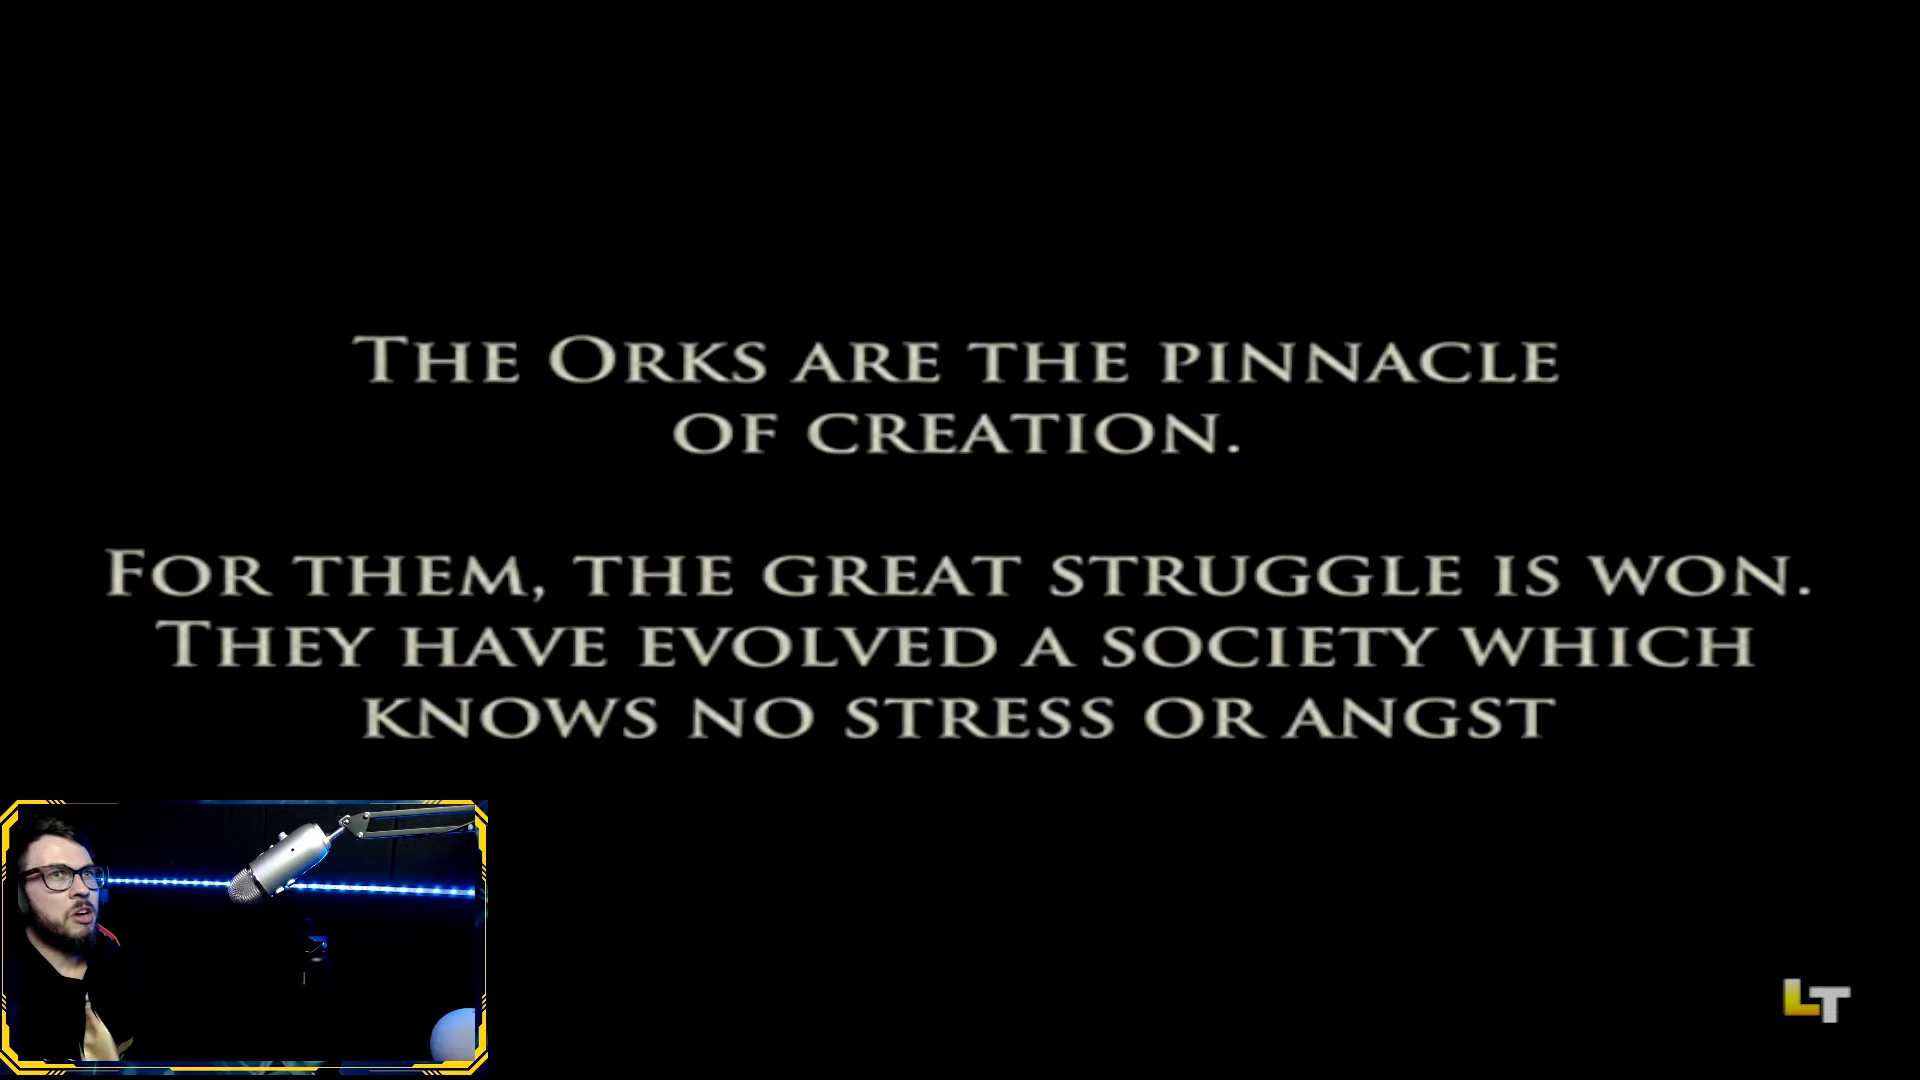 The Orks are the pinnacle
of creation.
For them, the great struggle is won.
They have evolved a society which
knows no stress or angst
LT